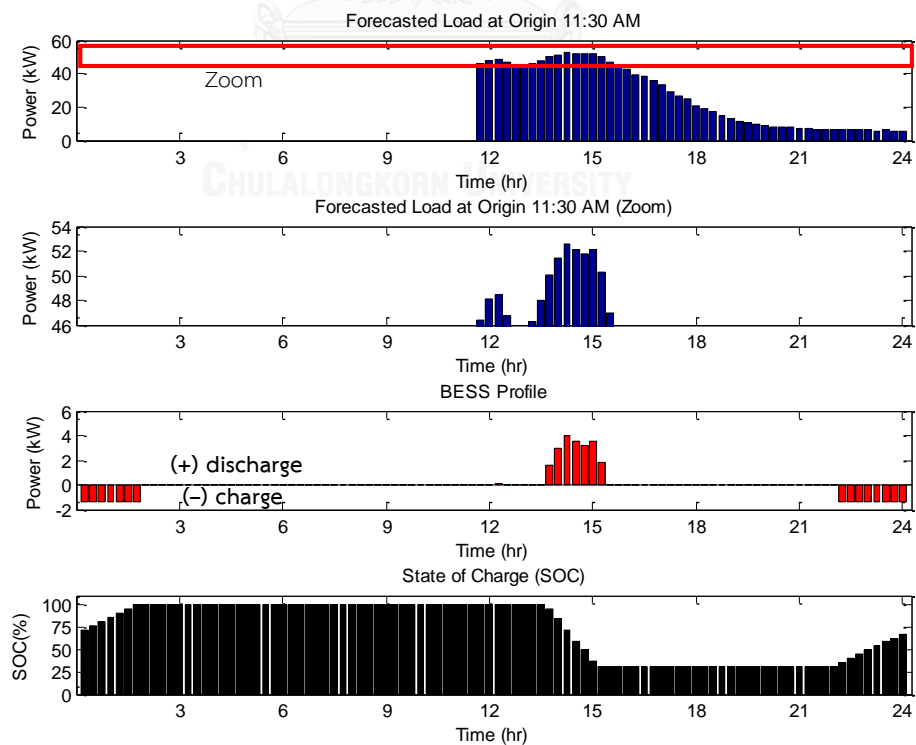 Forecasted Load at Origin 11:30 AM
60
40
20
0
Power (kW)
Zoom
3 6 9 12 15 18 21 24
Time (hr)
CHULALONGKORN UNIVERSITY
Forecasted Load at Origin 11:30 AM (Zoom)
54
52
50
48
46
Power (kW)
3 6 9 12 15 18 21 24
Time (hr)
BESS Profile
6
4
2
0
-2
Power (kW)
(+) discharge
(−) charge
3 6 9 12 15 18 21 24
Time (hr)
State of Charge (SOC)
100
75
50
25
0
SOC(%)
3 6 9 12 15 18 21 24
Time (hr)